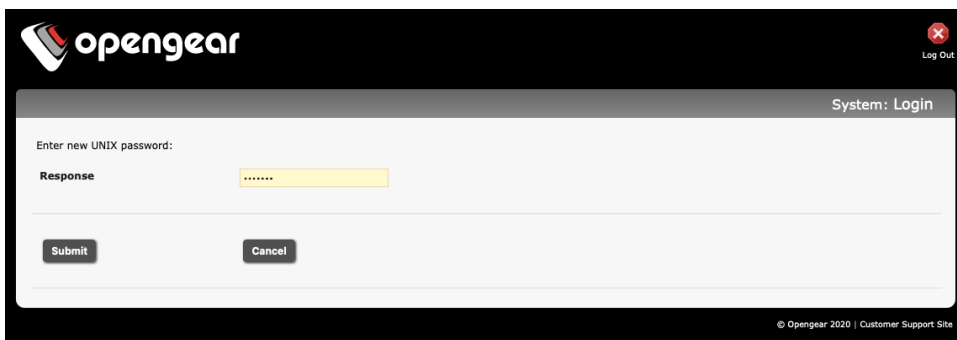 opengear
Log Out
System: Login
Enter new UNIX password:
Response .......
Submit Cancel
© Opengear 2020 | Customer Support Site